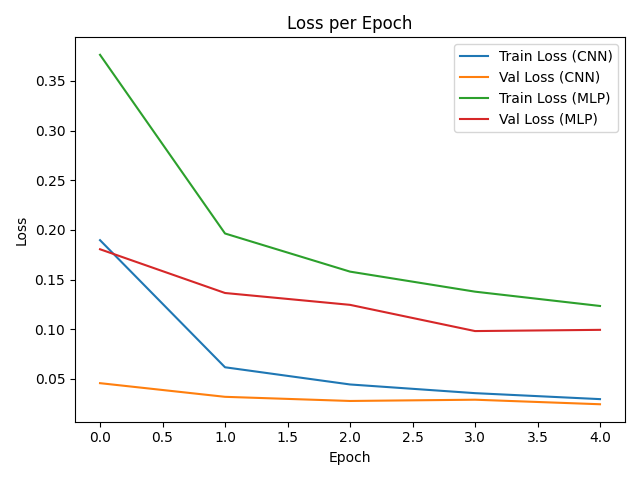 Loss per Epoch
Train Loss (CNN)
Val Loss (CNN)
Train Loss (MLP)
Val Loss (MLP)
Loss
0.35
0.30
0.25
0.20
0.15
0.10
0.05
0.0 0.5 1.0 1.5 2.0 2.5 3.0 3.5 4.0
Epoch